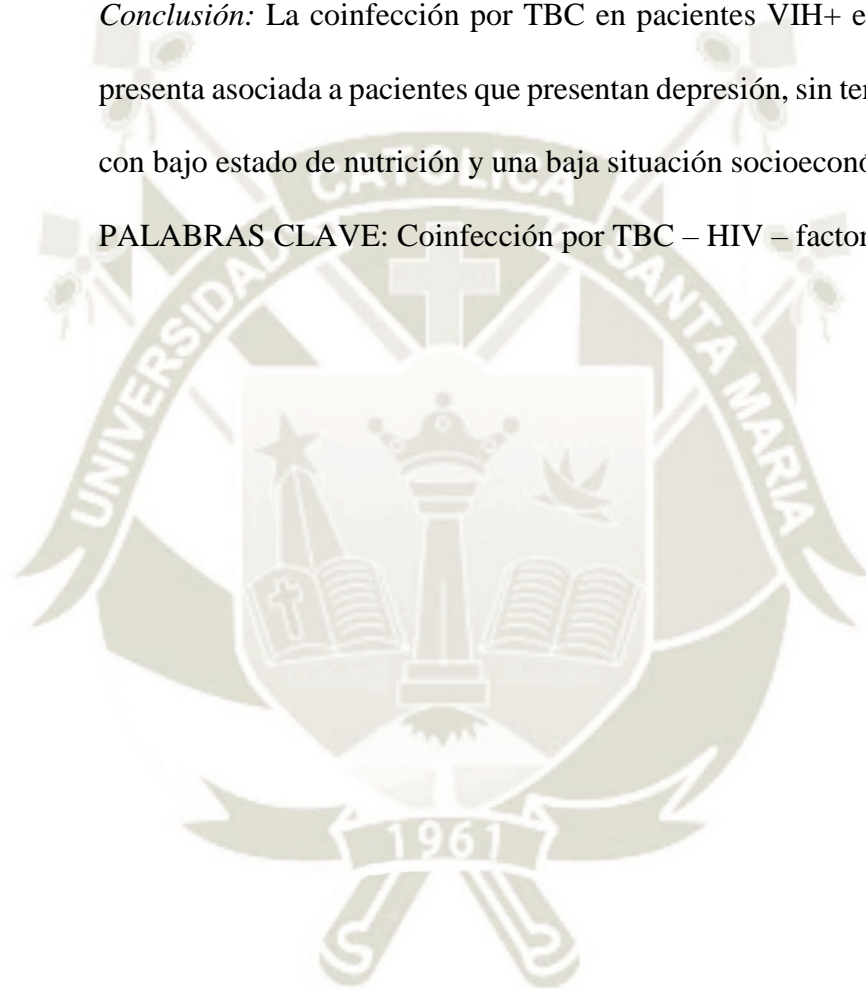 Conclusión: La coinfección por TBC en pacientes VIH+ e
presenta asociada a pacientes que presentan depresión, sin ter
con bajo estado de nutrición y una baja situación socioeconó
PALABRAS CLAVE: Coinfección por TBC – HIV – factor
UNIVERSIDAD CATOLICA SANTA MARIA
1961